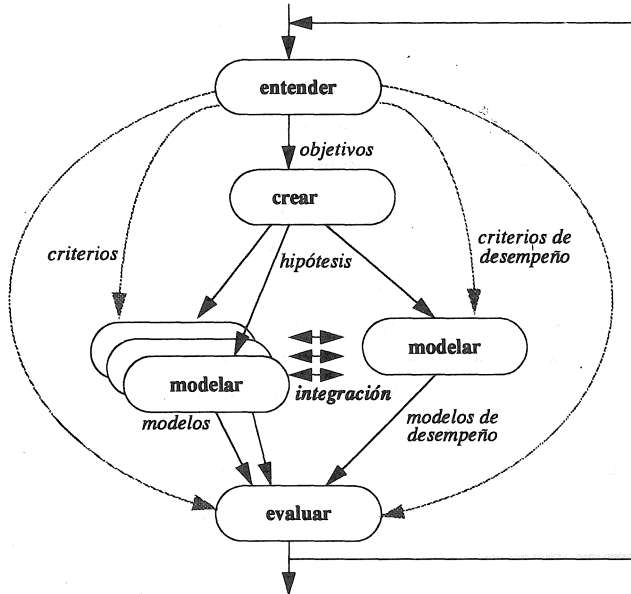 entender
objetivos
crear
criterios
hipótesis
criterios de
desempeño
modelar
modelar
integración
modelos
modelos de
desempeño
evaluar